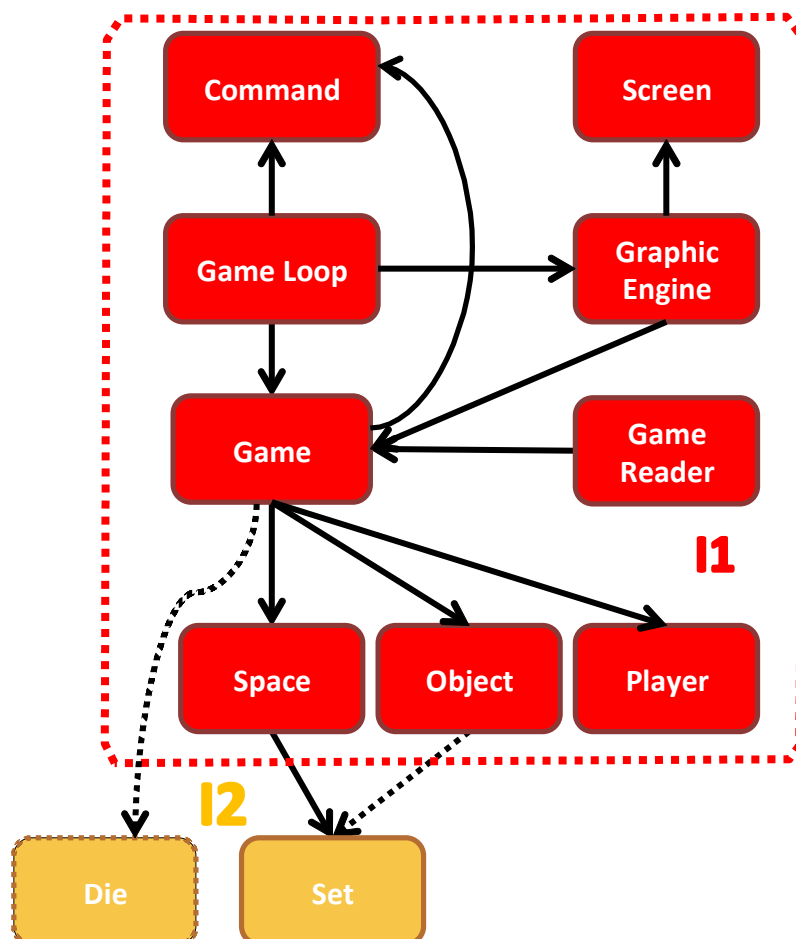 Command
Screen
Game Loop
Graphic
Engine
Game
Game
Reader
I1
Space
Object
Player
I2
Die
Set